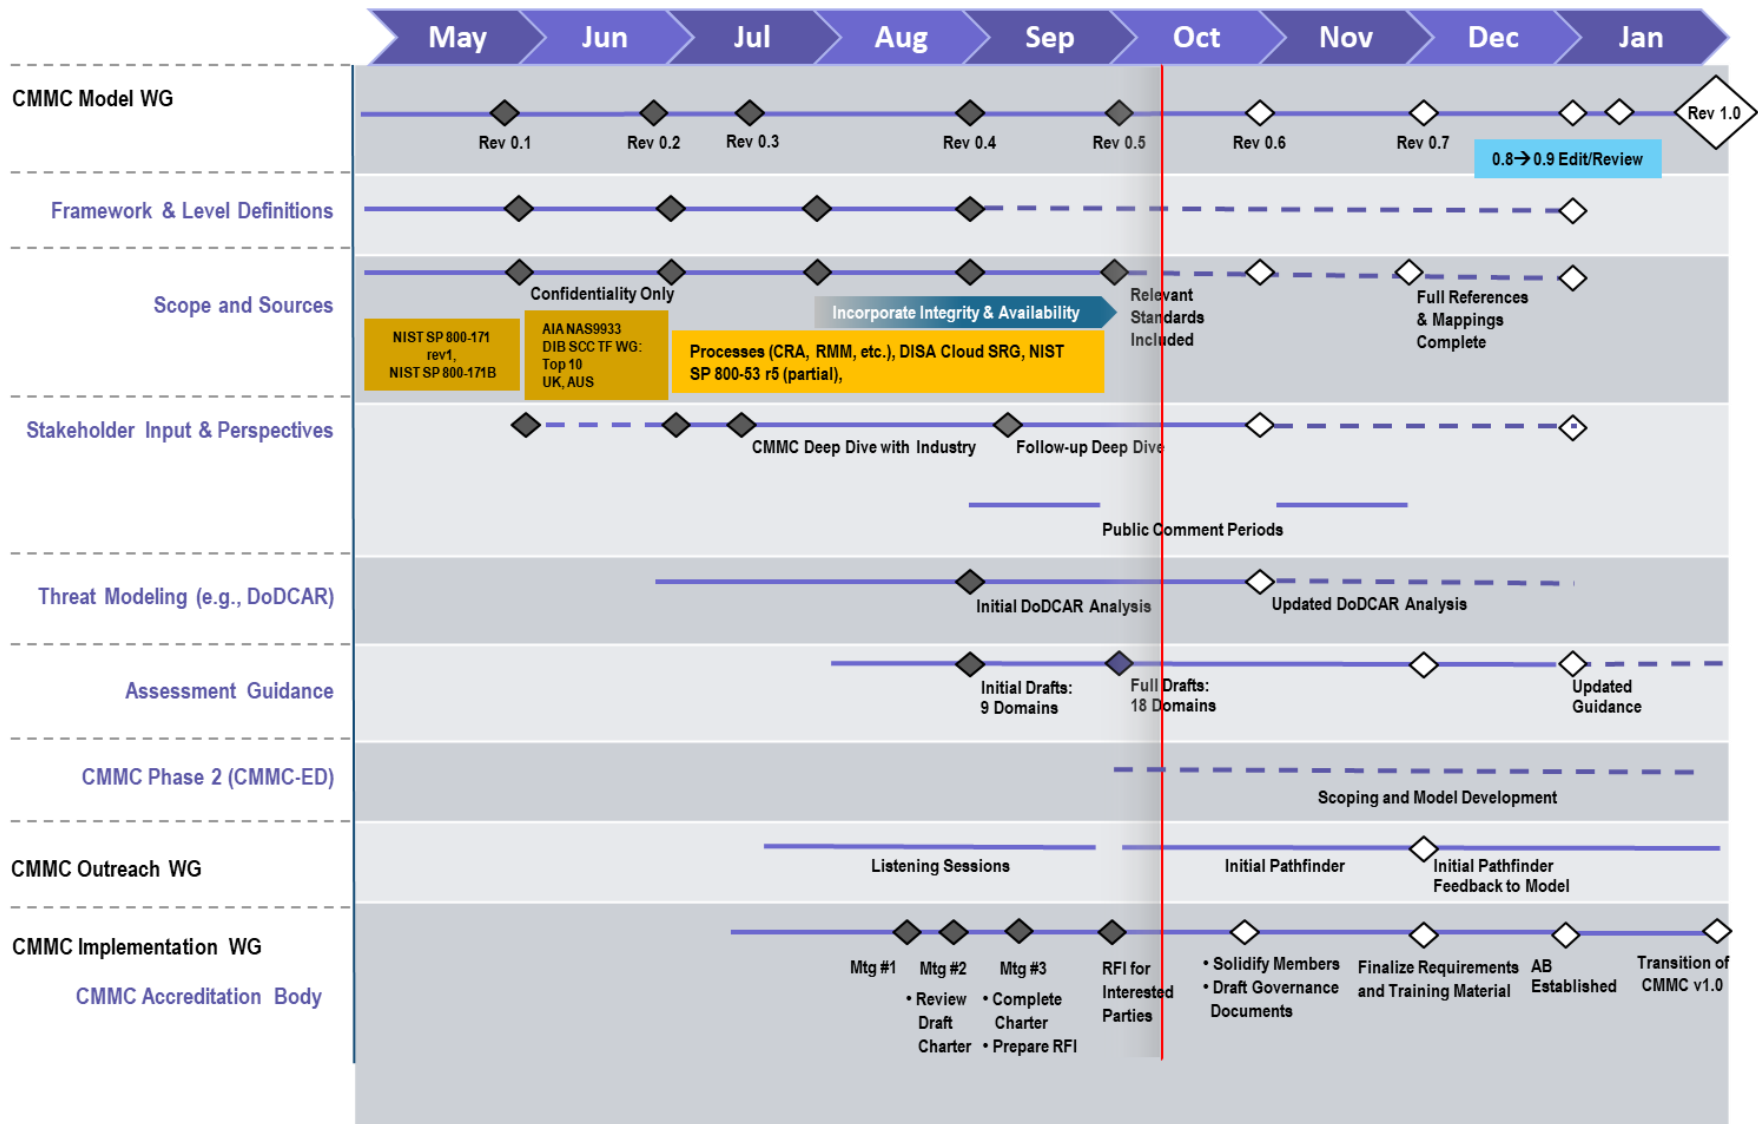 May Jun Jul Aug Sep Oct Nov Dec Jan
CMMC Model WG
Rev 0.1 Rev 0.2 Rev 0.3 Rev 0.4 Rev 0.5 Rev 0.6 Rev 0.7 Rev 1.0
0.8→0.9 Edit/Review
Framework & Level Definitions
Scope and Sources
Confidentiality Only
Incorporate Integrity & Availability
Relevant
Standards
Included
Full References
& Mappings
Complete
NIST SP 800-171
rev1,
NIST SP 800-171B
AIA NAS9933
DIB SCC TF WG:
Top 10
UK, AUS
Processes (CRA, RMM, etc.), DISA Cloud SRG, NIST
SP 800-53 r5 (partial),
Stakeholder Input & Perspectives
CMMC Deep Dive with Industry
Follow-up Deep Dive
Public Comment Periods
Threat Modeling (e.g., DoDCAR)
Initial DoDCAR Analysis
Updated DoDCAR Analysis
Assessment Guidance
Initial Drafts:
9 Domains
Full Drafts:
18 Domains
Updated
Guidance
CMMC Phase 2 (CMMC-ED)
Scoping and Model Development
CMMC Outreach WG
Listening Sessions
Initial Pathfinder
Initial Pathfinder
Feedback to Model
CMMC Implementation WG
CMMC Accreditation Body
Mtg #1
Mtg #2
• Review
Draft
Charter
Mtg #3
• Complete
Charter
• Prepare RFI
RFI for
Interested
Parties
• Solidify Members
• Draft Governance
Documents
Finalize Requirements
and Training Material
AB
Established
Transition of
CMMC v1.0